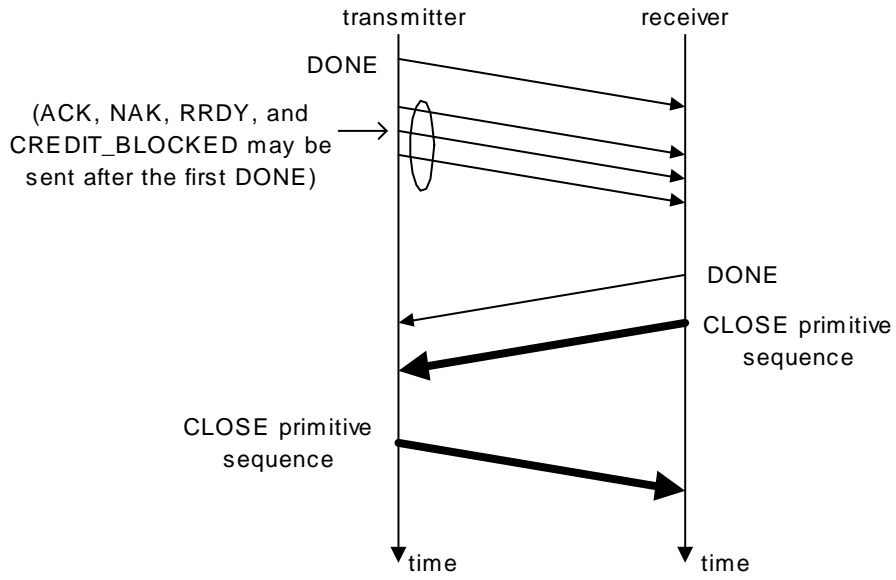 transmitter
receiver
DONE
(ACK, NAK, RRDY, and
CREDIT_BLOCKED may be
sent after the first DONE)
DONE
CLOSE primitive
sequence
CLOSE primitive
sequence
time
time